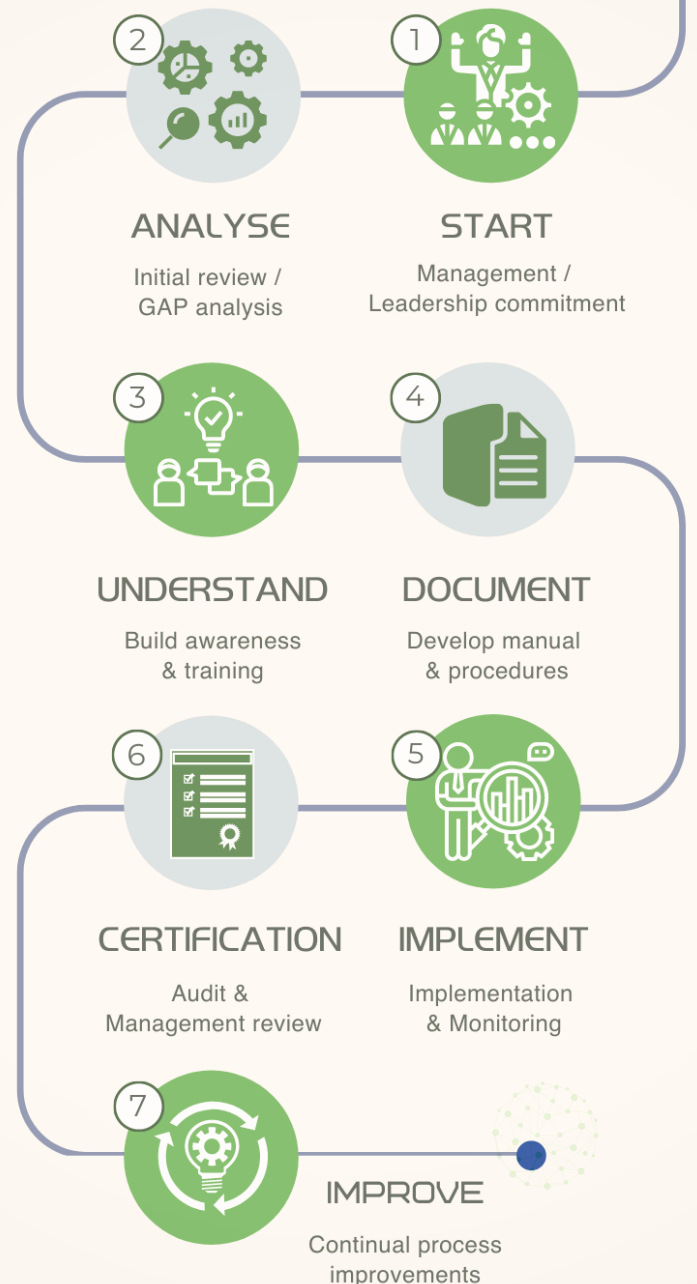 1
START
Management /
Leadership commitment
2
ANALYSE
Initial review /
GAP analysis
3
UNDERSTAND
Build awareness
& training
4
DOCUMENT
Develop manual
& procedures
5
IMPLEMENT
Implementation
& Monitoring
6
CERTIFICATION
Audit &
Management review
7
IMPROVE
Continual process
improvements